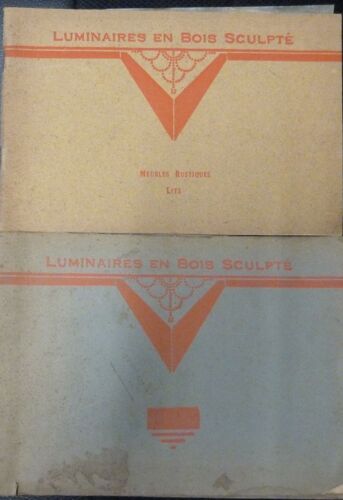 Luminaires en Bois Sculpté
Meubles Rustiques
Lits
Luminaires en Bois Sculpté